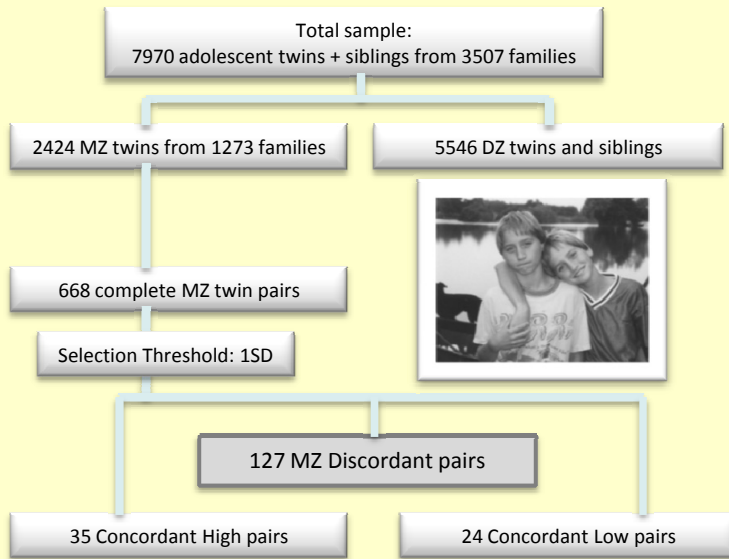 Total sample:
7970 adolescent twins + siblings from 3507 families
2424 MZ twins from 1273 families
5546 DZ twins and siblings
668 complete MZ twin pairs
Selection Threshold: 1SD
127 MZ Discordant pairs
35 Concordant High pairs
24 Concordant Low pairs